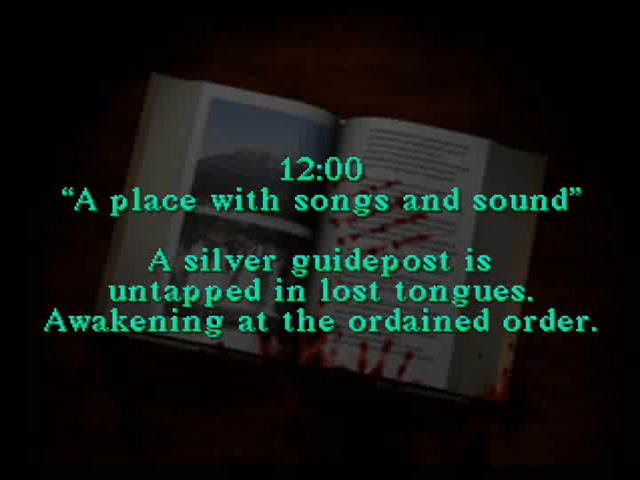 12:00
“A place with songs and sound”
A silver guidepost is
untapped in lost tongues.
Awakening at the ordained order.